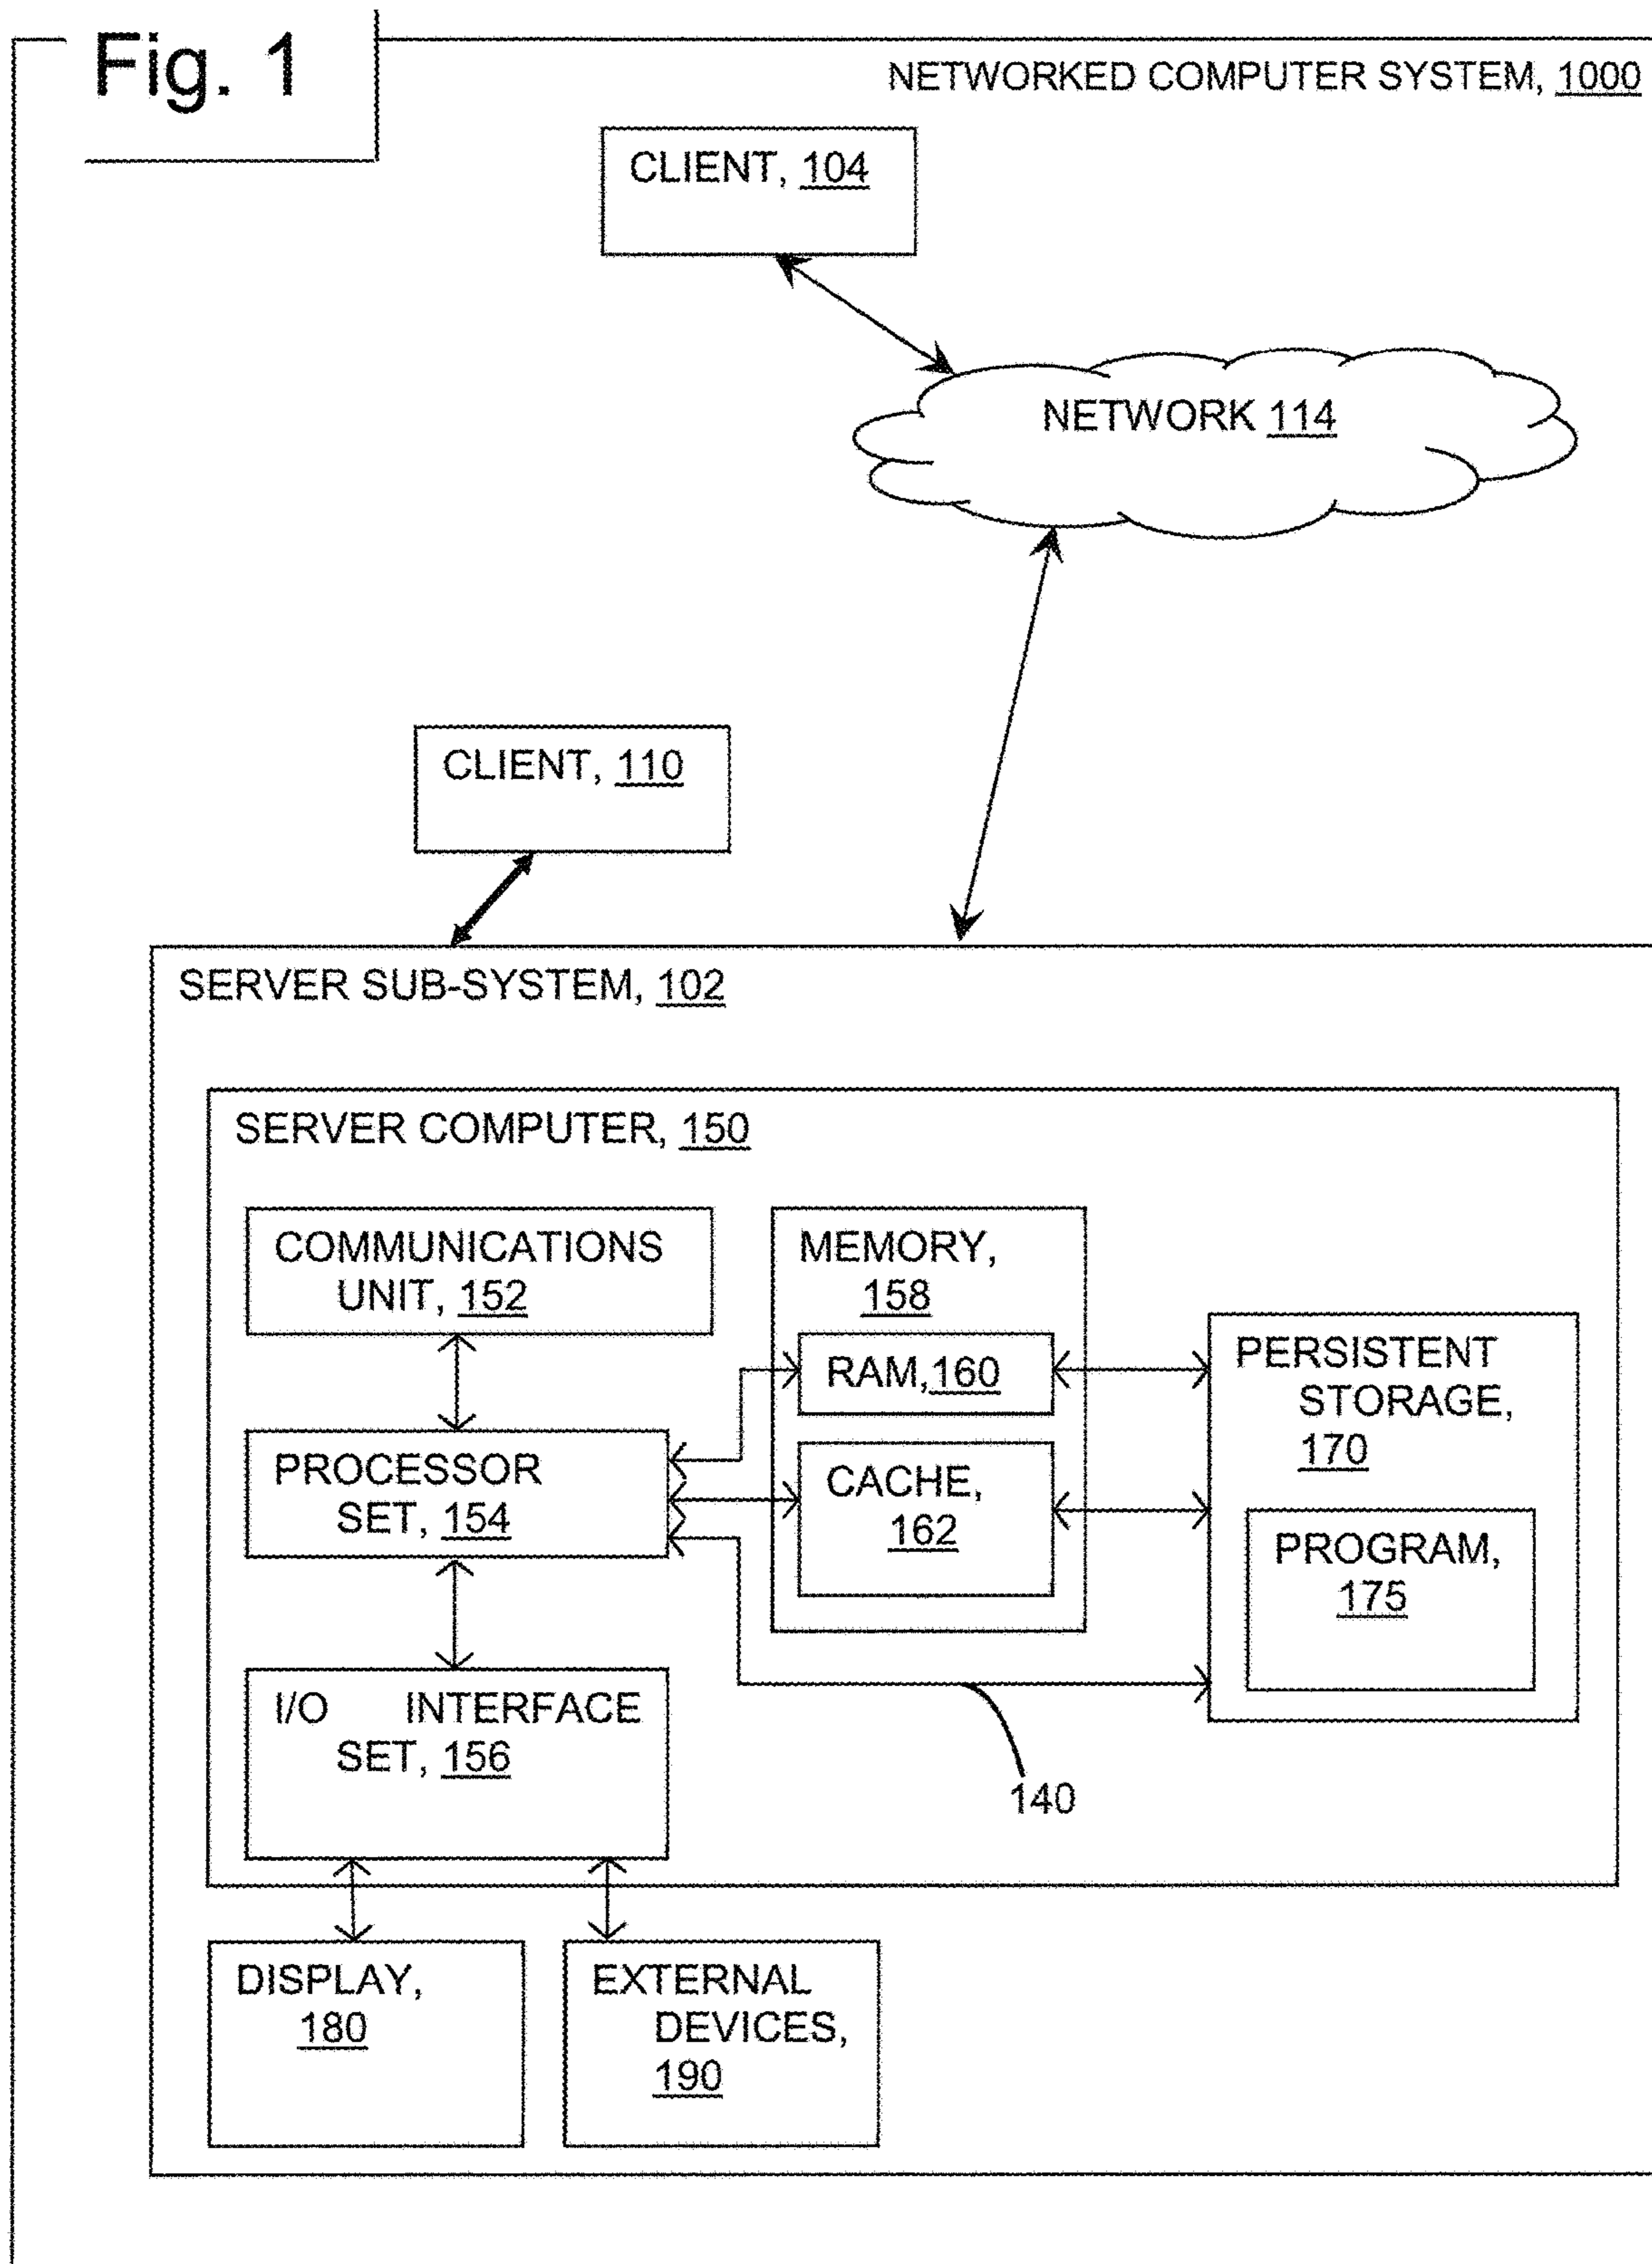 Fig. 1
NETWORKED COMPUTER SYSTEM, 1000
CLIENT, 104
NETWORK 114
CLIENT, 110
SERVER SUB-SYSTEM, 102
SERVER COMPUTER, 150
COMMUNICATIONS
UNIT, 152
MEMORY,
158
RAM,160
PERSISTENT
STORAGE,
170
PROCESSOR
SET, 154
CACHE,
162
PROGRAM,
175
I/O INTERFACE
SET, 156
140
DISPLAY,
180
EXTERNAL
DEVICES,
190